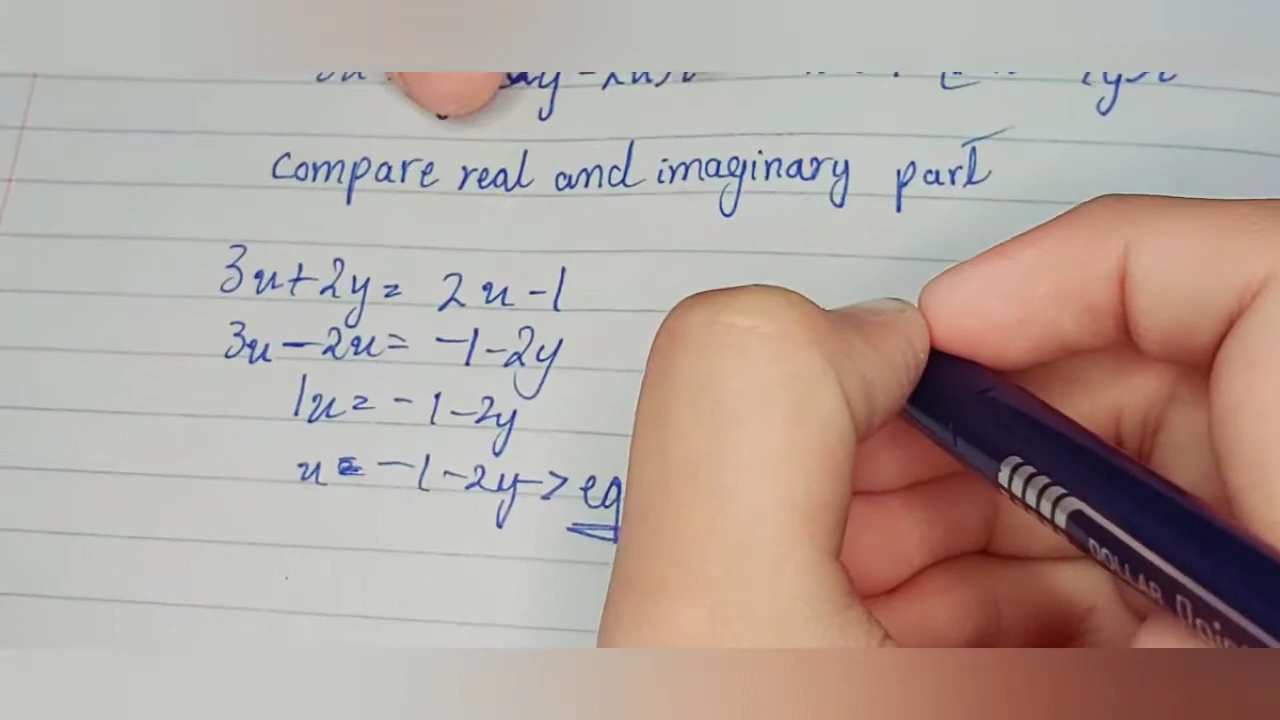 compare real and imaginary part
3x+2y= 2x-1
3x-2x= -1-2y
1x= -1-2y
x= -1-2y->eq
DOLLAR